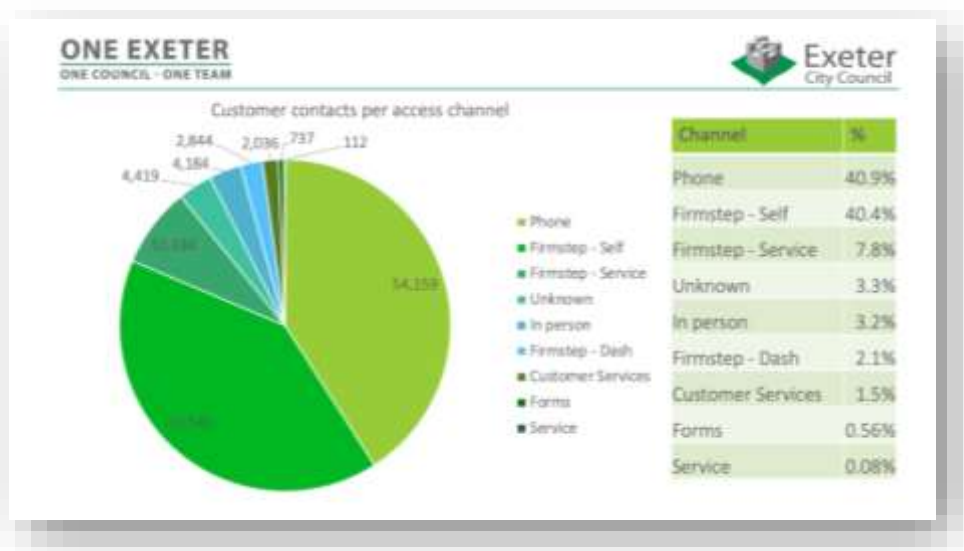 ONE EXETER
ONE COUNCIL - ONE TEAM
Exeter
City Council
Customer contacts per access channel
2,844
2,036
737
112
4,184
4,419
54,159
Phone
Firmstep - Self
Firmstep - Service
Unknown
In person
Firmstep - Dash
Customer Services
Forms
Service
Channel %
Phone 40.9%
Firmstep - Self 40.4%
Firmstep - Service 7.8%
Unknown 3.3%
In person 3.2%
Firmstep - Dash 2.1%
Customer Services 1.5%
Forms 0.56%
Service 0.08%